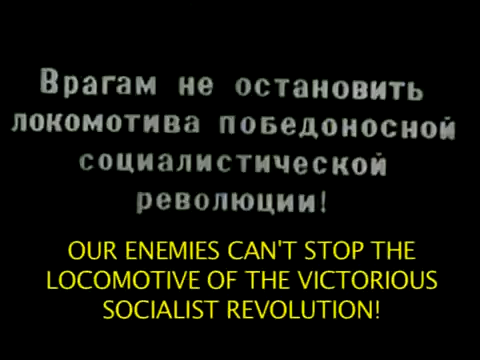 Врагам не остановить
локомотива победоносной
социалистической
революции!
OUR ENEMIES CAN'T STOP THE
LOCOMOTIVE OF THE VICTORIOUS
SOCIALIST REVOLUTION!